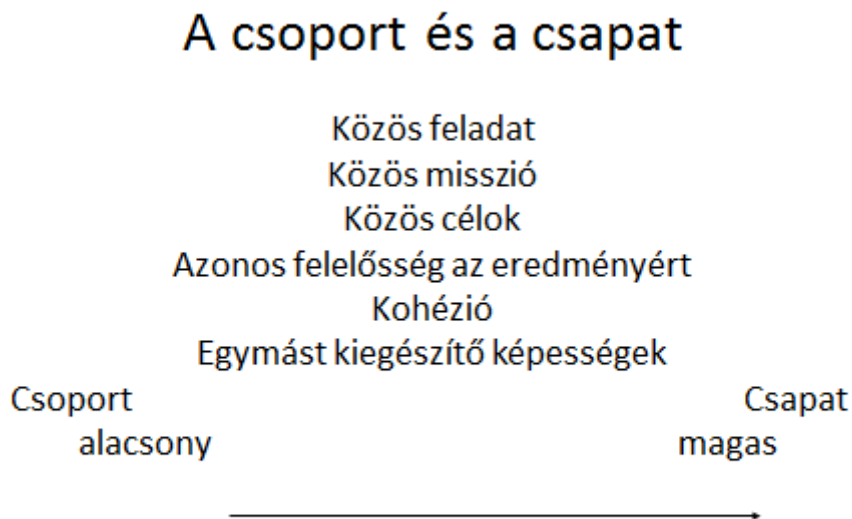 A csoport és a csapat
Közös feladat
Közös misszió
Közös célok
Azonos felelősség az eredményért
Kohézió
Egymást kiegészítő képességek
Csoport Csapat
alacsony magas